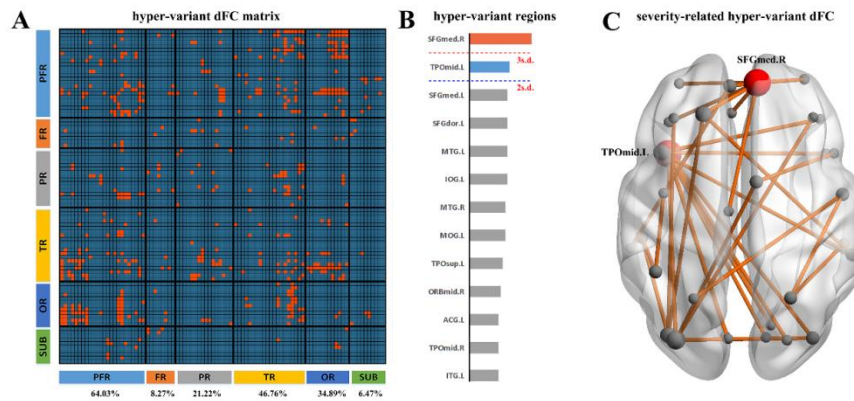 A
hyper-variant dFC matrix
PFR
FR
PR
TR
OR
SUB
PFR
FR
PR
TR
OR
SUB
64.03%
8.27%
21.22%
46.76%
34.89%
6.47%
B
hyper-variant regions
SFGmed.R
3s.d.
TPOmid.L
2s.d.
SFGmed.L
SFGdor.L
MTG.L
IOG.L
MTG.R
MOG.L
TPOsup.L
ORBmid.R
ACG.L
TPOmid.R
ITG.L
C
severity-related hyper-variant dFC
SFGmed.R
TPOmid.L